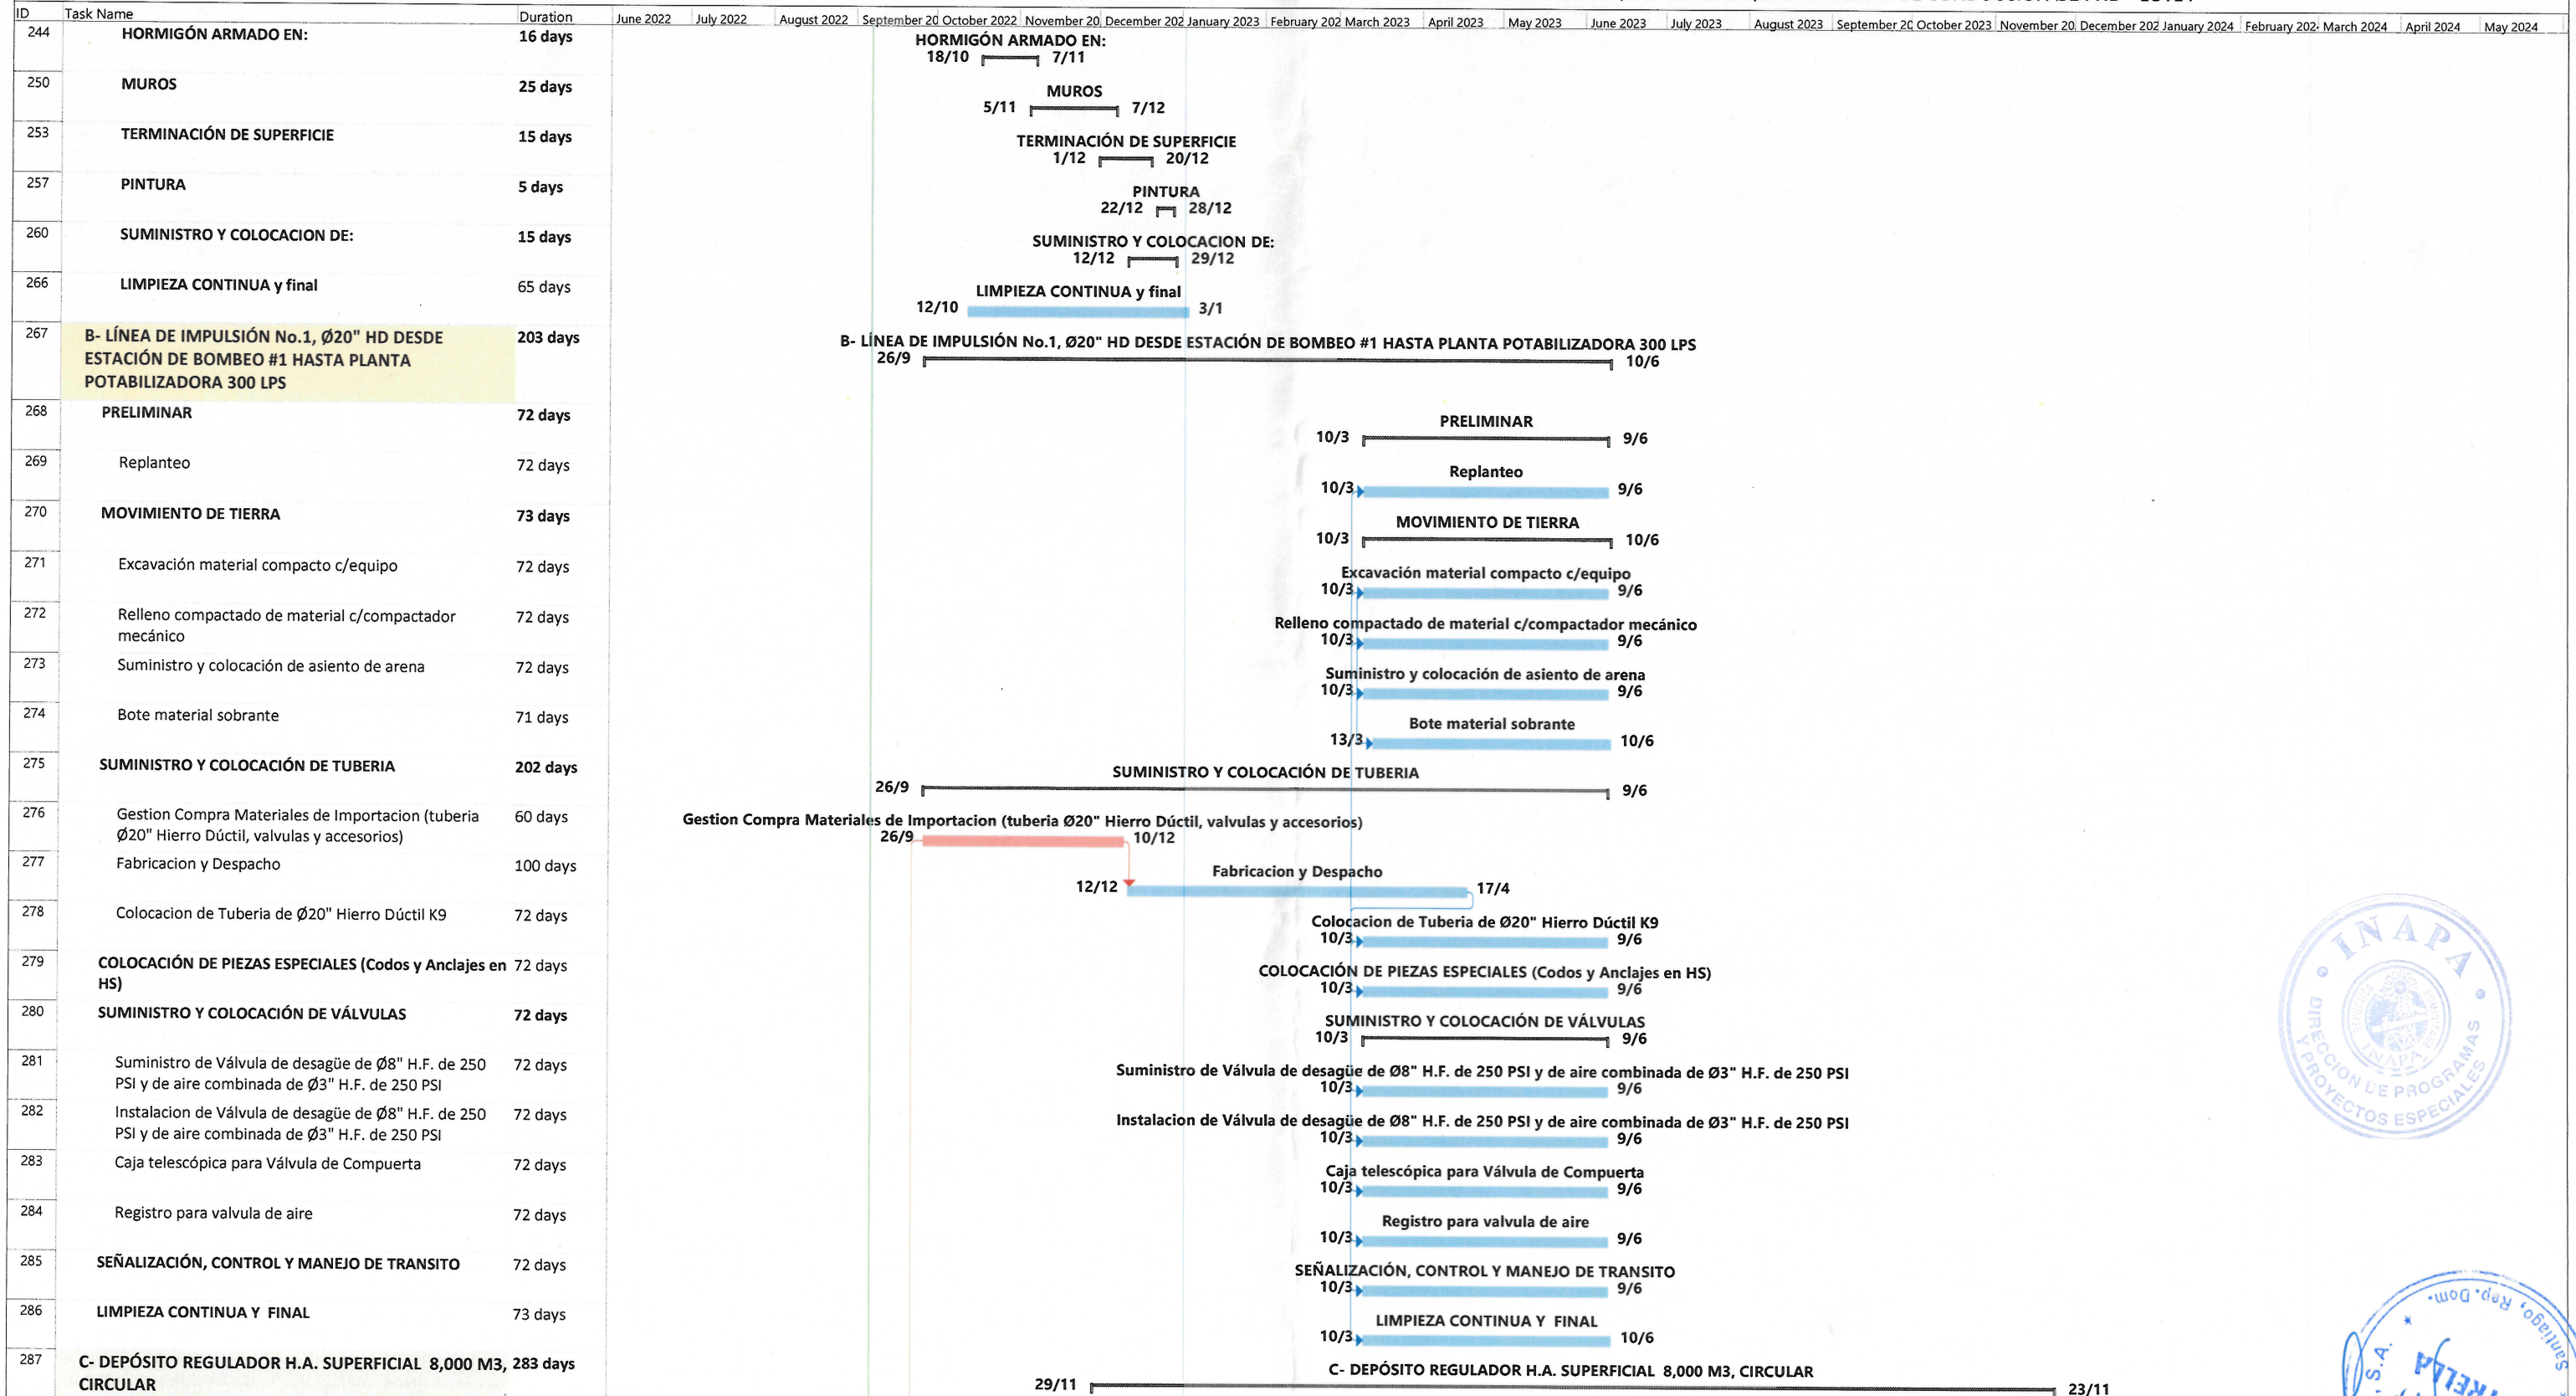 ID Task Name Duration June 2022 July 2022 August 2022 September 20 October 2022 November 20 December 202 January 2023 February 202 March 2023 April 2023 May 2023 June 2023 July 2023 August 2023 September 20 October 2023 November 20 December 202 January 2024 February 202 March 2024 April 2024 May 2024
244 HORMIGÓN ARMADO EN: 16 days
HORMIGÓN ARMADO EN:
18/10 7/11
250 MUROS 25 days
MUROS
5/11 7/12
253 TERMINACIÓN DE SUPERFICIE 15 days
TERMINACIÓN DE SUPERFICIE
1/12 20/12
257 PINTURA 5 days
PINTURA
22/12 28/12
260 SUMINISTRO Y COLOCACION DE: 15 days
SUMINISTRO Y COLOCACION DE:
12/12 29/12
266 LIMPIEZA CONTINUA y final 65 days
LIMPIEZA CONTINUA y final
12/10 3/1
267 B- LÍNEA DE IMPULSIÓN No.1, Ø20" HD DESDE 203 days
ESTACIÓN DE BOMBEO #1 HASTA PLANTA
POTABILIZADORA 300 LPS
B- LÍNEA DE IMPULSIÓN No.1, Ø20" HD DESDE ESTACIÓN DE BOMBEO #1 HASTA PLANTA POTABILIZADORA 300 LPS
26/9 10/6
268 PRELIMINAR 72 days
PRELIMINAR
10/3 9/6
269 Replanteo 72 days
Replanteo
10/3 9/6
270 MOVIMIENTO DE TIERRA 73 days
MOVIMIENTO DE TIERRA
10/3 10/6
271 Excavación material compacto c/equipo 72 days
Excavación material compacto c/equipo
10/3 9/6
272 Relleno compactado de material c/compactador 72 days
mecánico
Relleno compactado de material c/compactador mecánico
10/3 9/6
273 Suministro y colocación de asiento de arena 72 days
Suministro y colocación de asiento de arena
10/3 9/6
274 Bote material sobrante 71 days
Bote material sobrante
13/3 10/6
275 SUMINISTRO Y COLOCACIÓN DE TUBERIA 202 days
SUMINISTRO Y COLOCACIÓN DE TUBERIA
26/9 9/6
276 Gestion Compra Materiales de Importacion (tuberia 60 days
Ø20" Hierro Dúctil, valvulas y accesorios)
Gestion Compra Materiales de Importacion (tuberia Ø20" Hierro Dúctil, valvulas y accesorios)
26/9 10/12
277 Fabricacion y Despacho 100 days
Fabricacion y Despacho
12/12 17/4
278 Colocacion de Tuberia de Ø20" Hierro Dúctil K9 72 days
Colocacion de Tuberia de Ø20" Hierro Dúctil K9
10/3 9/6
279 COLOCACIÓN DE PIEZAS ESPECIALES (Codos y Anclajes en 72 days
HS)
COLOCACIÓN DE PIEZAS ESPECIALES (Codos y Anclajes en HS)
10/3 9/6
280 SUMINISTRO Y COLOCACIÓN DE VÁLVULAS 72 days
SUMINISTRO Y COLOCACIÓN DE VÁLVULAS
10/3 9/6
281 Suministro de Válvula de desagüe de Ø8" H.F. de 250 72 days
PSI y de aire combinada de Ø3" H.F. de 250 PSI
Suministro de Válvula de desagüe de Ø8" H.F. de 250 PSI y de aire combinada de Ø3" H.F. de 250 PSI
10/3 9/6
282 Instalacion de Válvula de desagüe de Ø8" H.F. de 250 72 days
PSI y de aire combinada de Ø3" H.F. de 250 PSI
Instalacion de Válvula de desagüe de Ø8" H.F. de 250 PSI y de aire combinada de Ø3" H.F. de 250 PSI
10/3 9/6
283 Caja telescópica para Válvula de Compuerta 72 days
Caja telescópica para Válvula de Compuerta
10/3 9/6
284 Registro para valvula de aire 72 days
Registro para valvula de aire
10/3 9/6
285 SEÑALIZACIÓN, CONTROL Y MANEJO DE TRANSITO 72 days
SEÑALIZACIÓN, CONTROL Y MANEJO DE TRANSITO
10/3 9/6
286 LIMPIEZA CONTINUA Y FINAL 73 days
LIMPIEZA CONTINUA Y FINAL
10/3 10/6
287 C- DEPÓSITO REGULADOR H.A. SUPERFICIAL 8,000 M3, 283 days
CIRCULAR
C- DEPÓSITO REGULADOR H.A. SUPERFICIAL 8,000 M3, CIRCULAR
29/11 23/11
INAPA
INAPA
DIRECCION DE PROGRAMAS
Y PROYECTOS ESPECIALES
Santiago, Rep. Dom.
S.A.